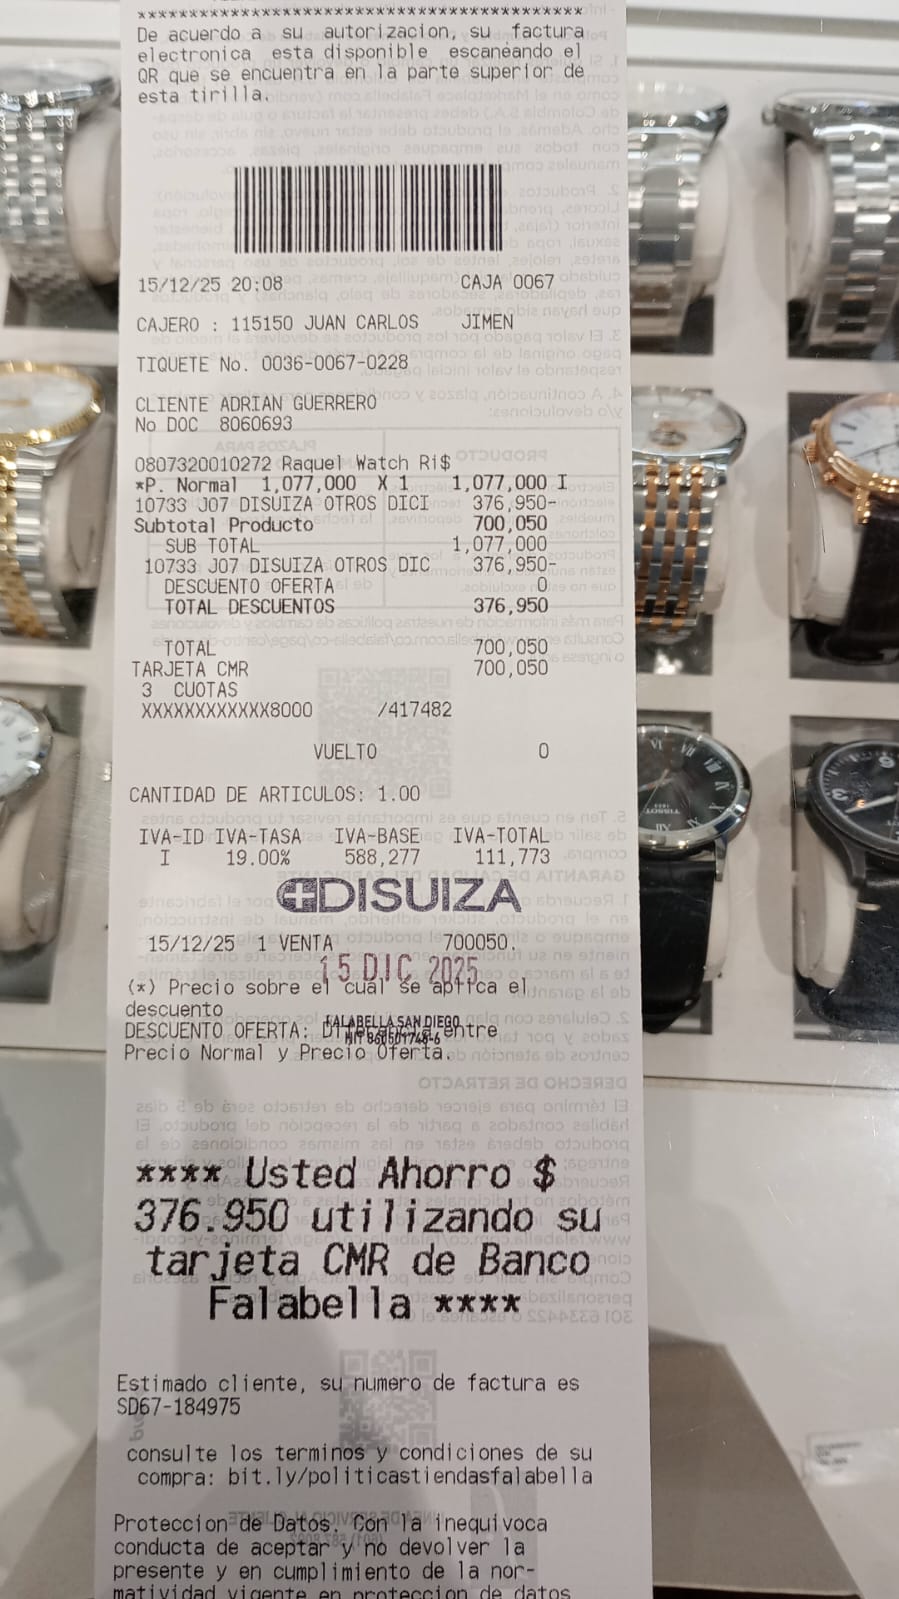 ******************************************
De acuerdo a su autorizacion, su factura
electronica esta disponible escaneando el
QR que se encuentra en la parte superior de
esta tirilla.
15/12/25 20:08 CAJA 0067
CAJERO : 115150 JUAN CARLOS JIMEN
TIQUETE No. 0036-0067-0228
CLIENTE ADRIAN GUERRERO
No DOC 8060693
0807320010272 Raquel Watch Ri$
*P. Normal 1,077,000 X 1 1,077,000 I
10733 J07 DISUIZA OTROS DICI 376,950-
Subtotal Producto 700,050
SUB TOTAL 1,077,000
10733 J07 DISUIZA OTROS DIC 376,950-
DESCUENTO OFERTA 0
TOTAL DESCUENTOS 376,950
TOTAL 700,050
TARJETA CMR 700,050
3 CUOTAS
XXXXXXXXXXXX8000 /417482
VUELTO 0
CANTIDAD DE ARTICULOS: 1.00
IVA-ID IVA-TASA IVA-BASE IVA-TOTAL
I 19.00% 588,277 111,773
DISUIZA
15/12/25 1 VENTA 700050.
15 DIC 2025
(*) Precio sobre el cual se aplica el
descuento
FALABELLA SAN DIEGO
DESCUENTO OFERTA: Diferencia entre
Precio Normal y Precio Oferta.
**** Usted Ahorro $
376.950 utilizando su
tarjeta CMR de Banco
Falabella ****
Estimado cliente, su numero de factura es
SD67-184975
consulte los terminos y condiciones de su
compra: bit.ly/politicastiendasfalabella
Proteccion de Datos. Con la inequivoca
conducta de aceptar y no devolver la
presente y en cumplimiento de la nor-
matividad vigente en proteccion de datos
TISSOT